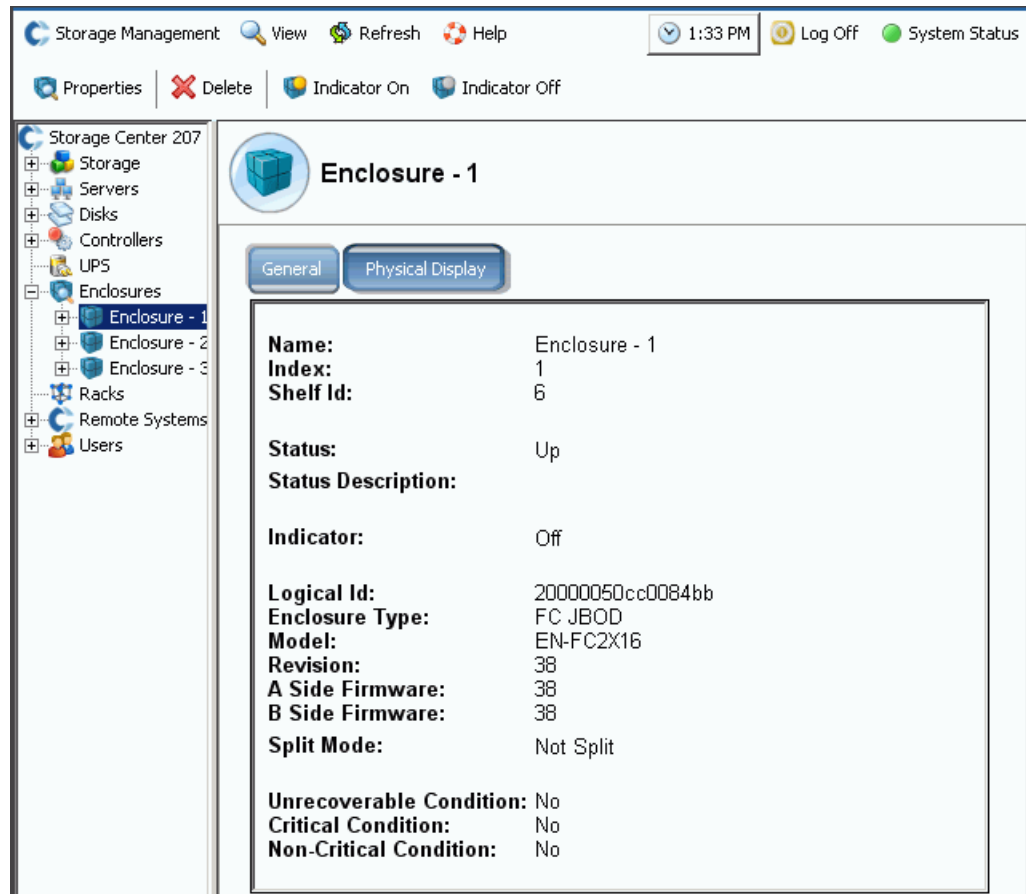 Storage Management View Refresh Help 1:33 PM Log Off System Status
Properties Delete Indicator On Indicator Off
Storage Center 207
Storage
Servers
Disks
Controllers
UPS
Enclosures
Enclosure - 1
Enclosure - 2
Enclosure - 3
Racks
Remote Systems
Users
Enclosure - 1
General Physical Display
Name: Enclosure - 1
Index: 1
Shelf Id: 6
Status: Up
Status Description:
Indicator: Off
Logical Id: 20000050cc0084bb
Enclosure Type: FC JBOD
Model: EN-FC2X16
Revision: 38
A Side Firmware: 38
B Side Firmware: 38
Split Mode: Not Split
Unrecoverable Condition: No
Critical Condition: No
Non-Critical Condition: No